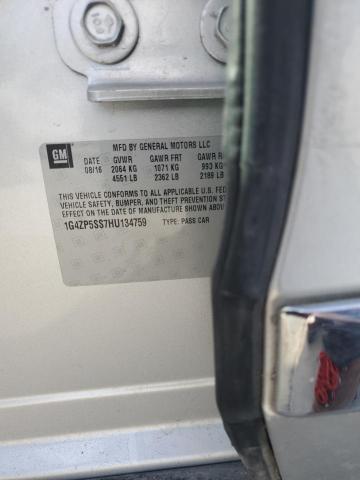 GM
MFD BY GENERAL MOTORS LLC
DATE GVWR GAWR FRT GAWR R
08/16 2064 KG 1071 KG 993 KG
4551 LB 2362 LB 2189 LB
THIS VEHICLE CONFORMS TO ALL APPLICABLE U.S. FE
VEHICLE SAFETY, BUMPER, AND THEFT PREVENTION S
EFFECT ON THE DATE OF MANUFACTURE SHOWN ABOVE
1G4ZP5SS7HU134759 TYPE: PASS CAR